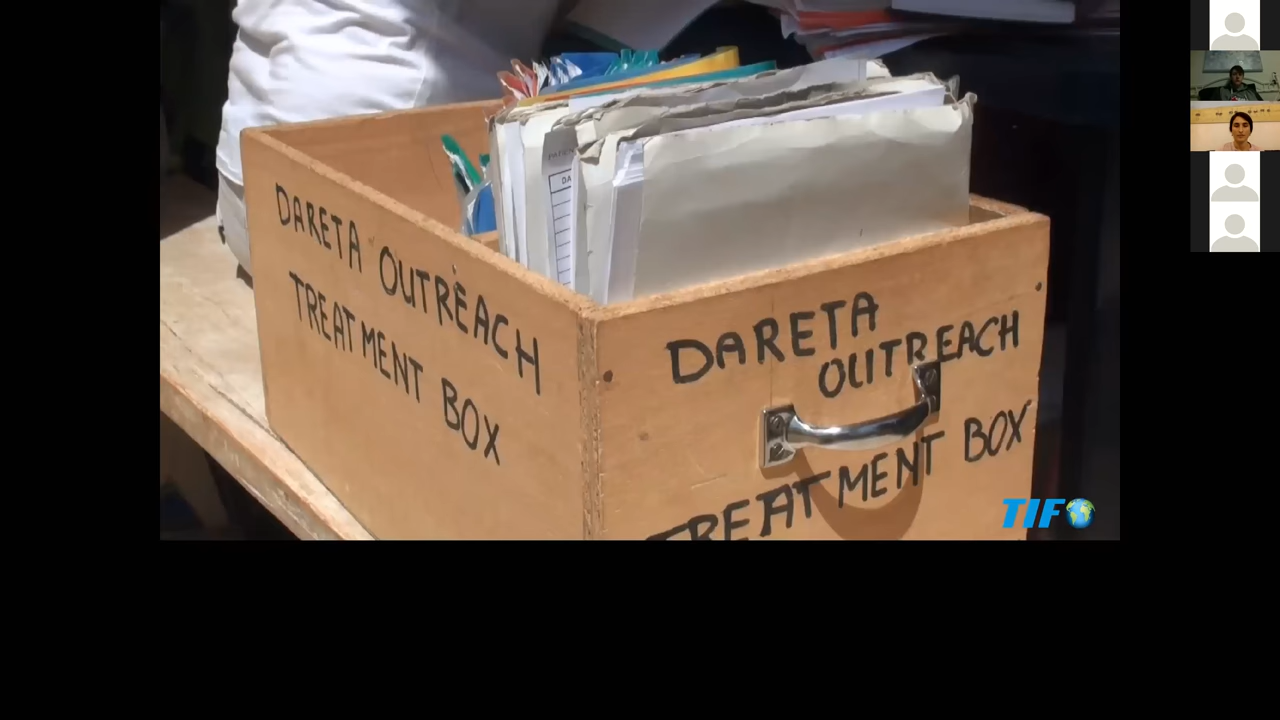 DARETA OUTREACH
TREATMENT BOX
DARETA
OUTREACH
TREATMENT BOX
TIF